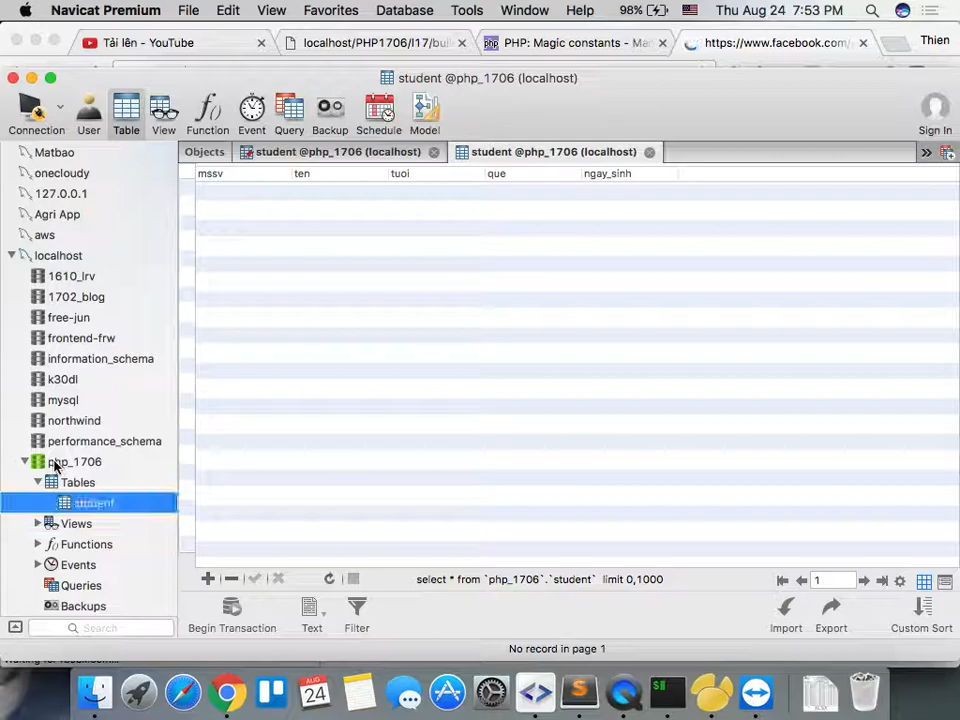 Navicat Premium File Edit View Favorites Database Tools Window Help 98% Thu Aug 24 7:53 PM
Tải lên - YouTube localhost/PHP1706/l17/bui PHP: Magic constants - Ma https://www.facebook.com/ Thien
student @php_1706 (localhost)
Connection User Table View Function Event Query Backup Schedule Model Sign In
Objects student @php_1706 (localhost) student @php_1706 (localhost)
mssv ten tuoi que ngay_sinh
Matbao
onecloudy
127.0.0.1
Agri App
aws
localhost
1610_lrv
1702_blog
free-jun
frontend-frw
information_schema
k30dl
mysql
northwind
performance_schema
php_1706
Tables
student
Views
Functions
Events
Queries
Backups
Search
select * from `php_1706`.`student` limit 0,1000
1
Begin Transaction Text Filter Import Export Custom Sort
No record in page 1
AUG
24